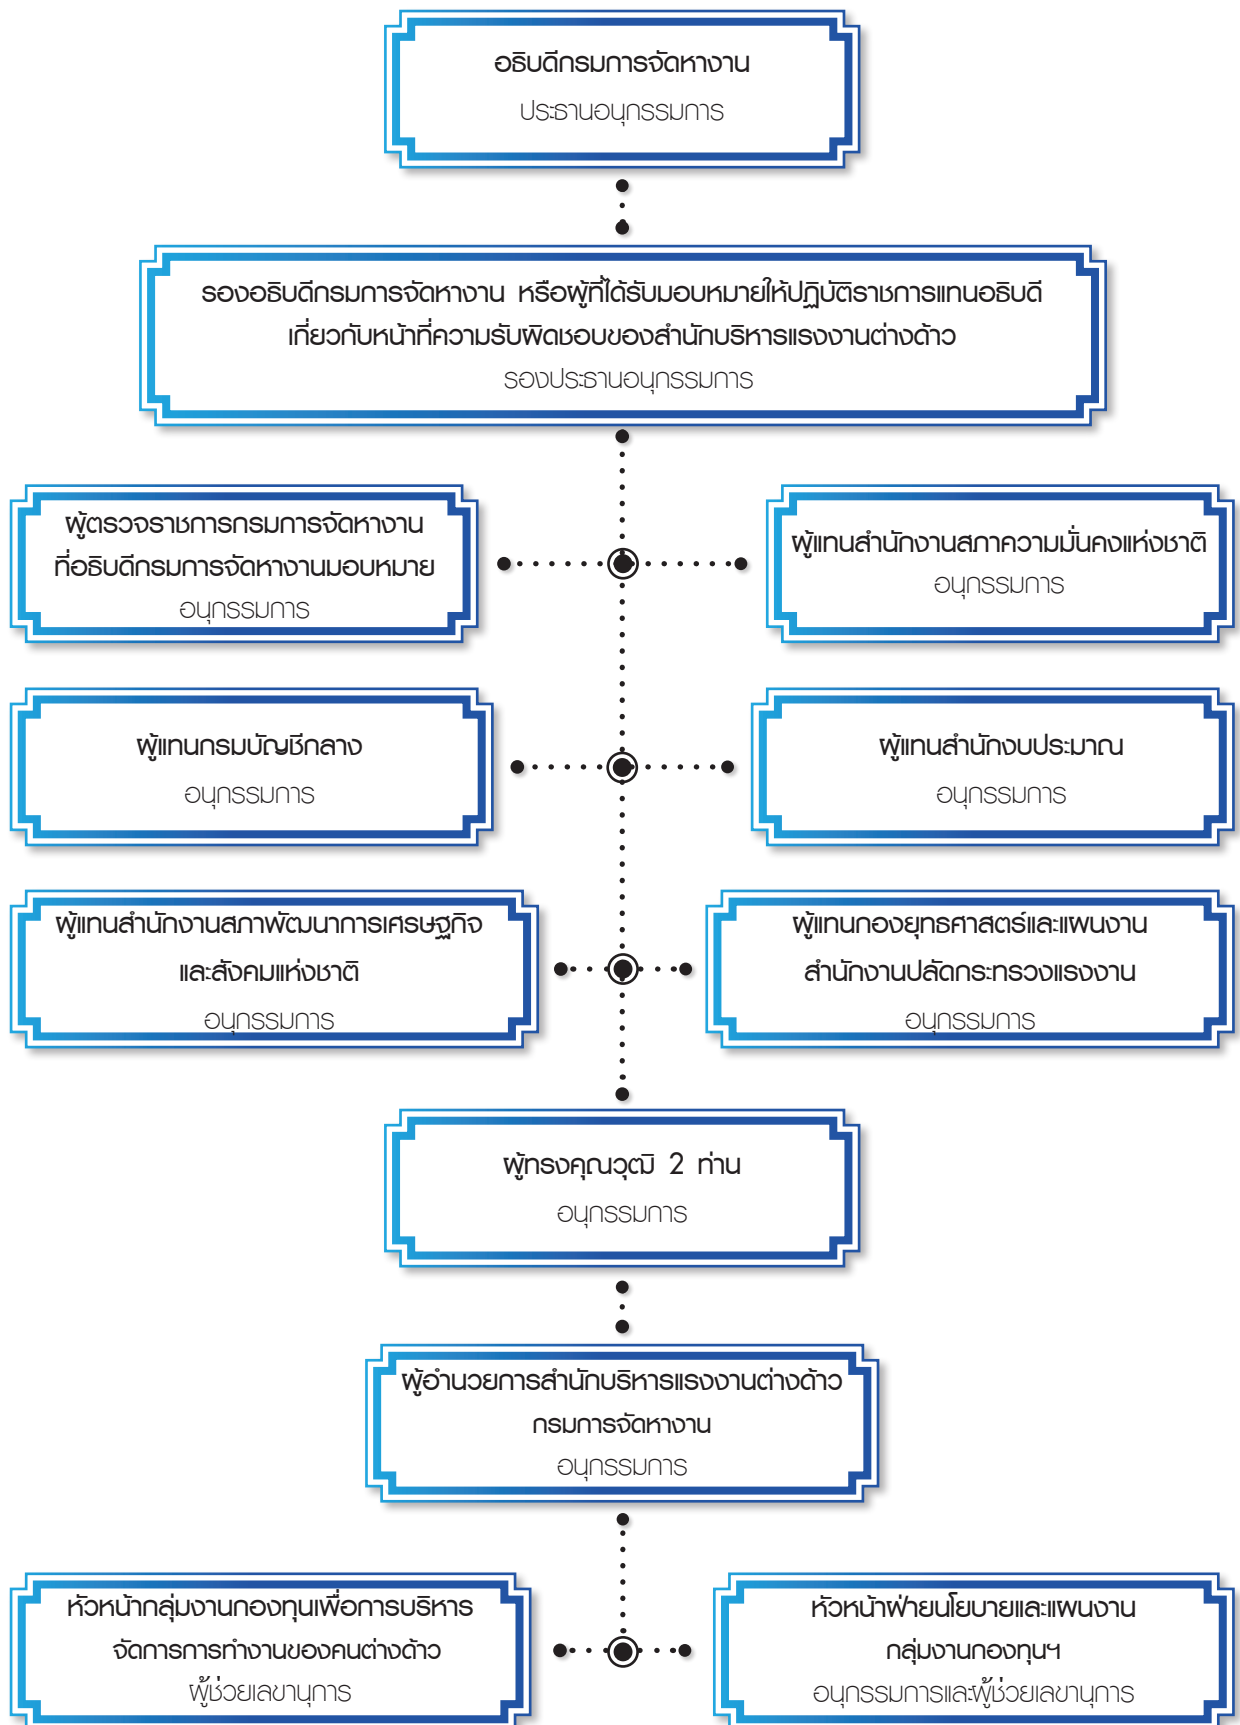 อธิบดีกรมการจัดหางาน
ประธานอนุกรรมการ
รองอธิบดีกรมการจัดหางาน หรือผู้ที่ได้รับมอบหมายให้ปฏิบัติราชการแทนอธิบดี
เกี่ยวกับหน้าที่ความรับผิดชอบของสำนักบริหารแรงงานต่างด้าว
รองประธานอนุกรรมการ
ผู้ตรวจราชการกรมการจัดหางาน
ที่อธิบดีกรมการจัดหางานมอบหมาย
อนุกรรมการ
ผู้แทนสำนักงานสภาความมั่นคงแห่งชาติ
อนุกรรมการ
ผู้แทนกรมบัญชีกลาง
อนุกรรมการ
ผู้แทนสำนักงบประมาณ
อนุกรรมการ
ผู้แทนสำนักงานสภาพัฒนาการเศรษฐกิจ
และสังคมแห่งชาติ
อนุกรรมการ
ผู้แทนกองยุทธศาสตร์และแผนงาน
สำนักงานปลัดกระทรวงแรงงาน
อนุกรรมการ
ผู้ทรงคุณวุฒิ 2 ท่าน
อนุกรรมการ
ผู้อำนวยการสำนักบริหารแรงงานต่างด้าว
กรมการจัดหางาน
อนุกรรมการ
หัวหน้ากลุ่มงานกองทุนเพื่อการบริหาร
จัดการการทำงานของคนต่างด้าว
ผู้ช่วยเลขานุการ
หัวหน้าฝ่ายนโยบายและแผนงาน
กลุ่มงานกองทุนฯ
อนุกรรมการและผู้ช่วยเลขานุการ